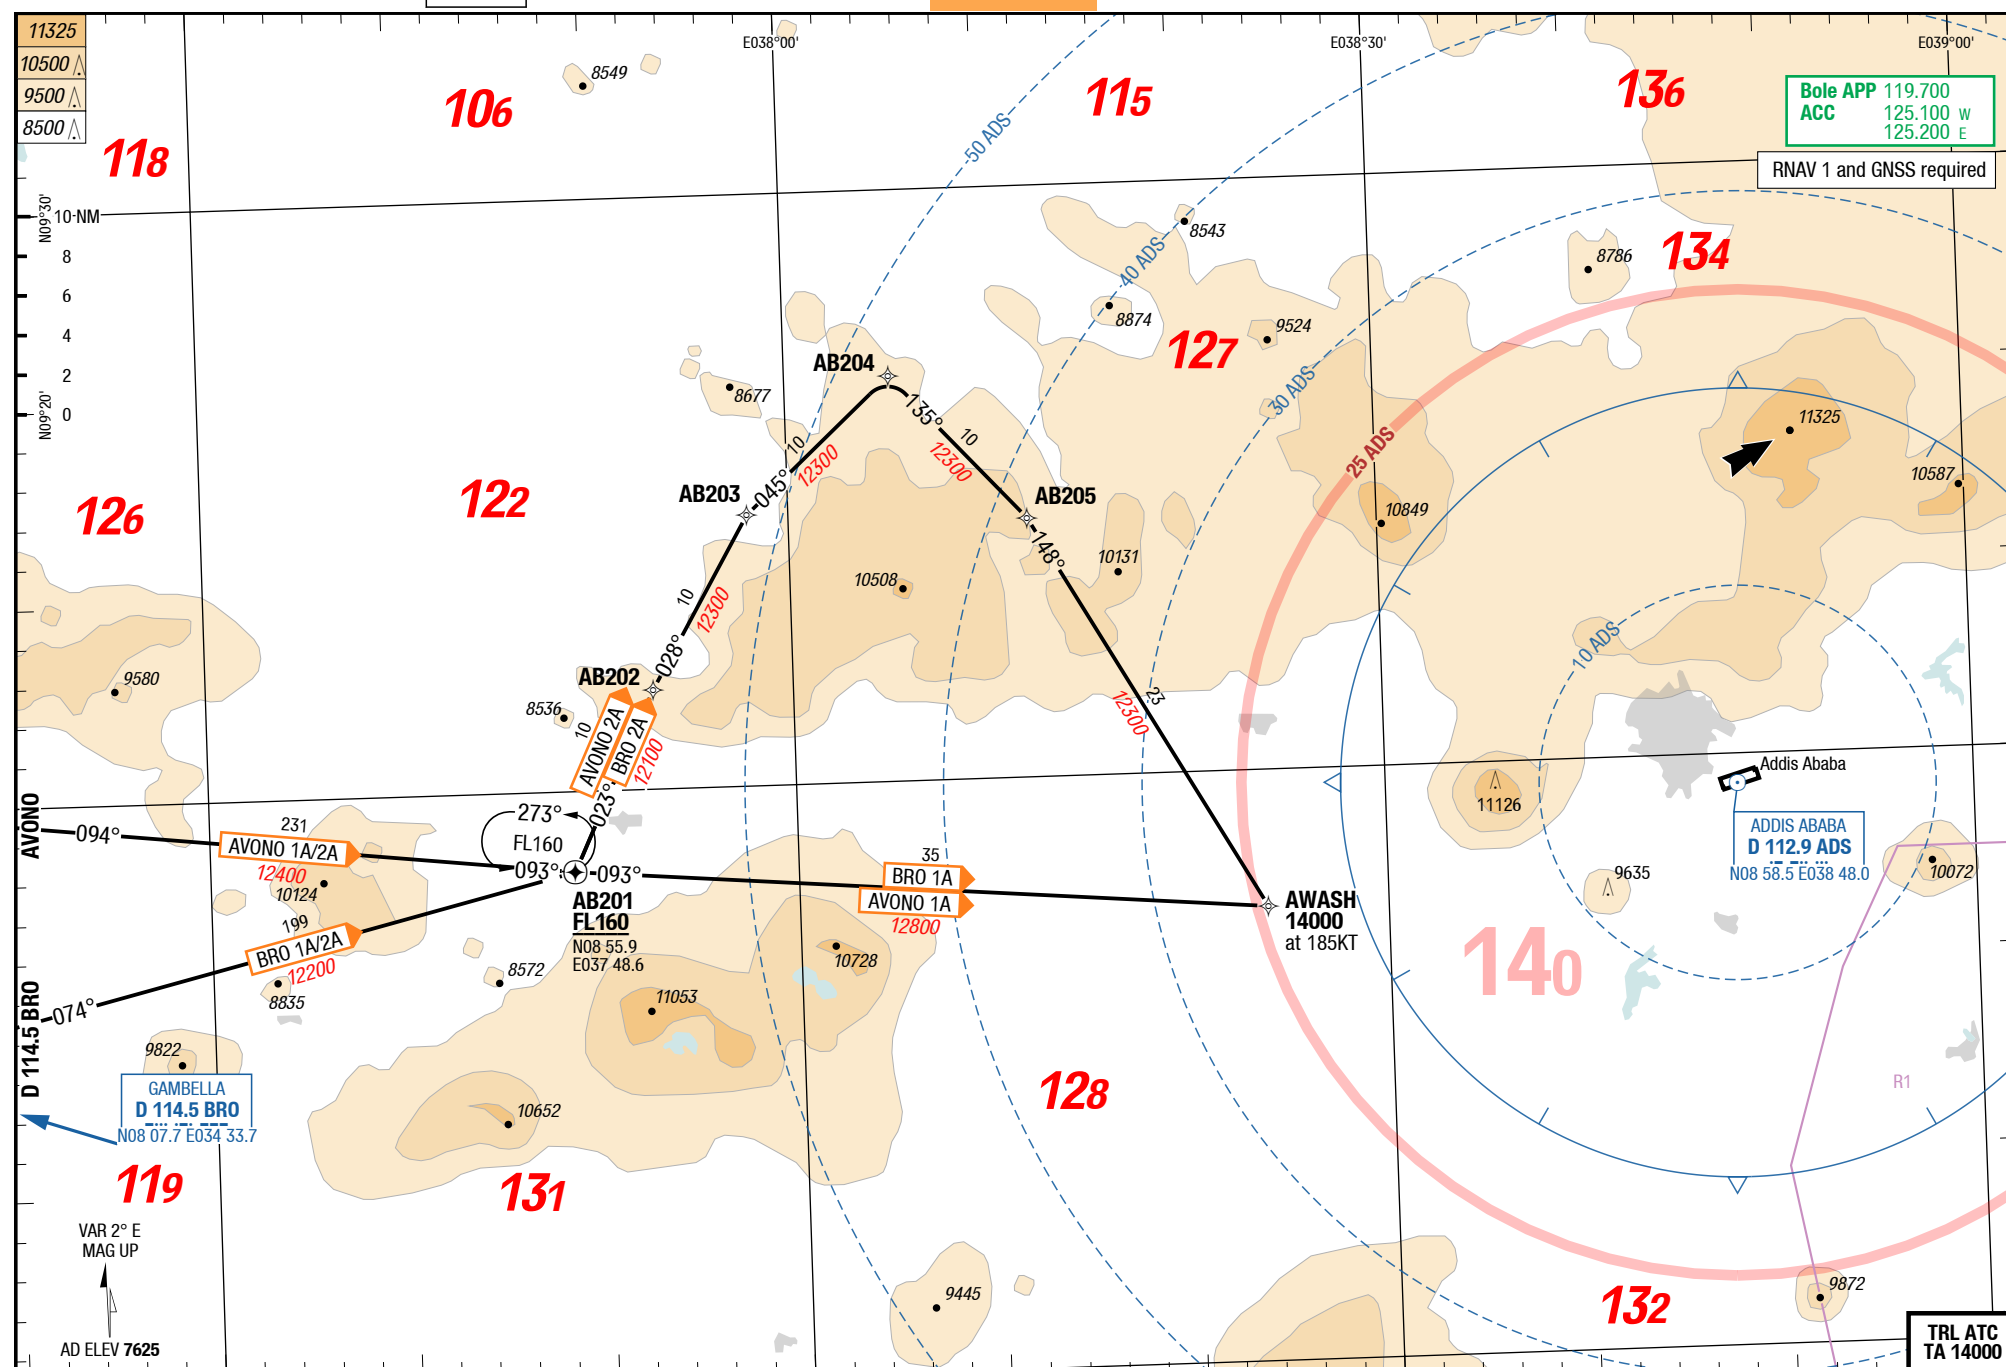 11325
10500
9500
8500
E038°00'
E038°30'
E039°00'
8549
106
115
136
118
50 ADS
Bole APP 119.700
ACC 125.100 W
125.200 E
RNAV 1 and GNSS required
N09°30'
10 NM
8
6
4
2
0
N09°20'
8543
40 ADS
8786
134
8874
9524
127
AB204
8677
135°
10
12300
30 ADS
25 ADS
11325
10587
10849
10
12300
045°
AB203
AB205
148°
122
126
10508
10131
10
12300
028°
10 ADS
AB202
9580
8536
10
AVONO 2A
BRO 2A
12100
023°
23
12300
11126
Addis Ababa
ADDIS ABABA
D 112.9 ADS
N08 58.5 E038 48.0
AVONO
094°
231
AVONO 1A/2A
12400
10124
273°
FL160
093°
093°
35
BRO 1A
AVONO 1A
12800
AB201
FL160
N08 55.9
E037 48.6
AWASH
14000
at 185KT
9635
10072
140
199
BRO 1A/2A
12200
074°
8835
8572
10728
11053
D 114.5 BRO
9822
GAMBELLA
D 114.5 BRO
N08 07.7 E034 33.7
10652
128
R1
119
131
VAR 2° E
MAG UP
AD ELEV 7625
9445
132
9872
TRL ATC
TA 14000